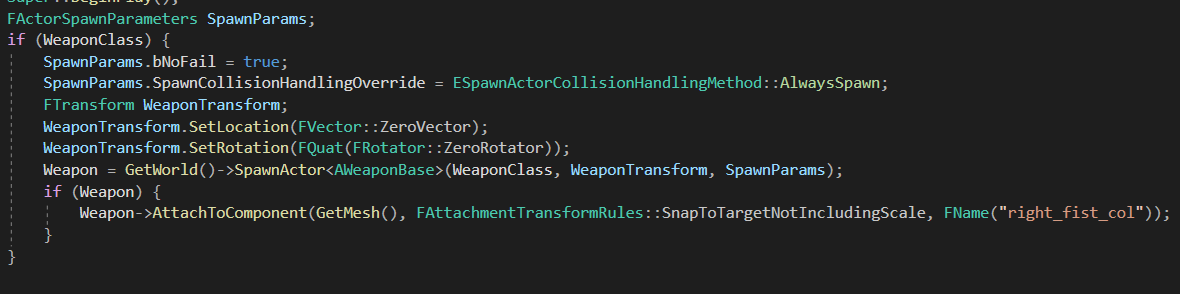 Super::BeginPlay();
FActorSpawnParameters SpawnParams;
if (WeaponClass) {
SpawnParams.bNoFail = true;
SpawnParams.SpawnCollisionHandlingOverride = ESpawnActorCollisionHandlingMethod::AlwaysSpawn;
FTransform WeaponTransform;
WeaponTransform.SetLocation(FVector::ZeroVector);
WeaponTransform.SetRotation(FQuat(FRotator::ZeroRotator));
Weapon = GetWorld()->SpawnActor<AWeaponBase>(WeaponClass, WeaponTransform, SpawnParams);
if (Weapon) {
Weapon->AttachToComponent(GetMesh(), FAttachmentTransformRules::SnapToTargetNotIncludingScale, FName("right_fist_col"));
}
}